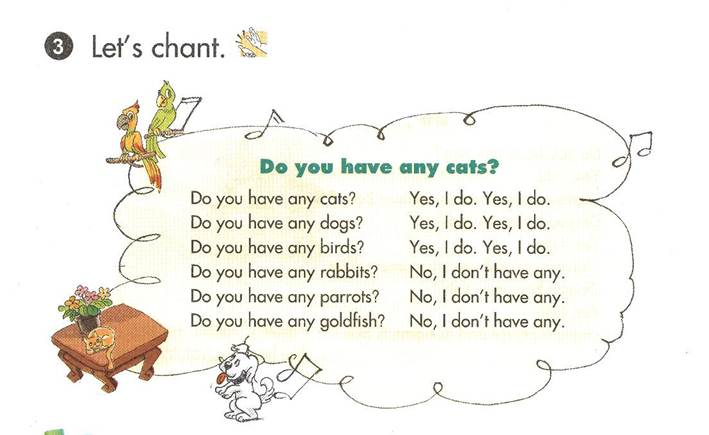 3 Let's chant.
Do you have any cats?
Do you have any cats? Yes, I do. Yes, I do.
Do you have any dogs? Yes, I do. Yes, I do.
Do you have any birds? Yes, I do. Yes, I do.
Do you have any rabbits? No, I don't have any.
Do you have any parrots? No, I don't have any.
Do you have any goldfish? No, I don't have any.